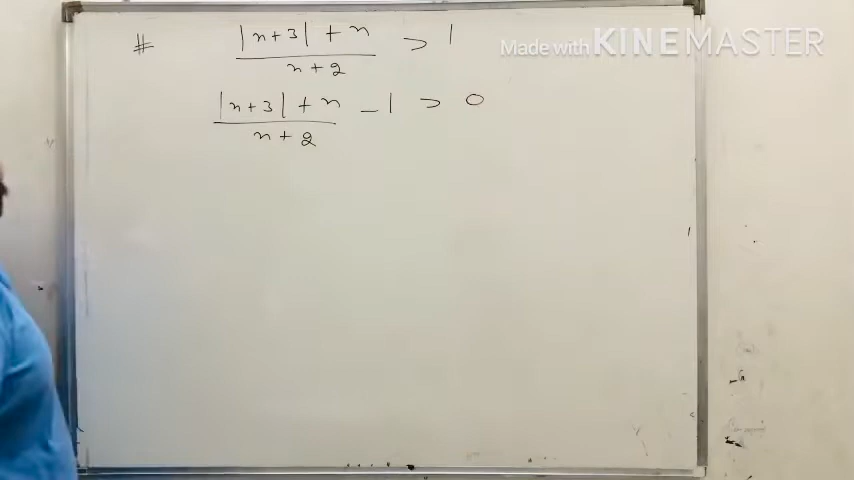 # |x+3| + x / x + 2 > 1
|x+3| + x / x + 2 - 1 > 0
Made with KINEMASTER